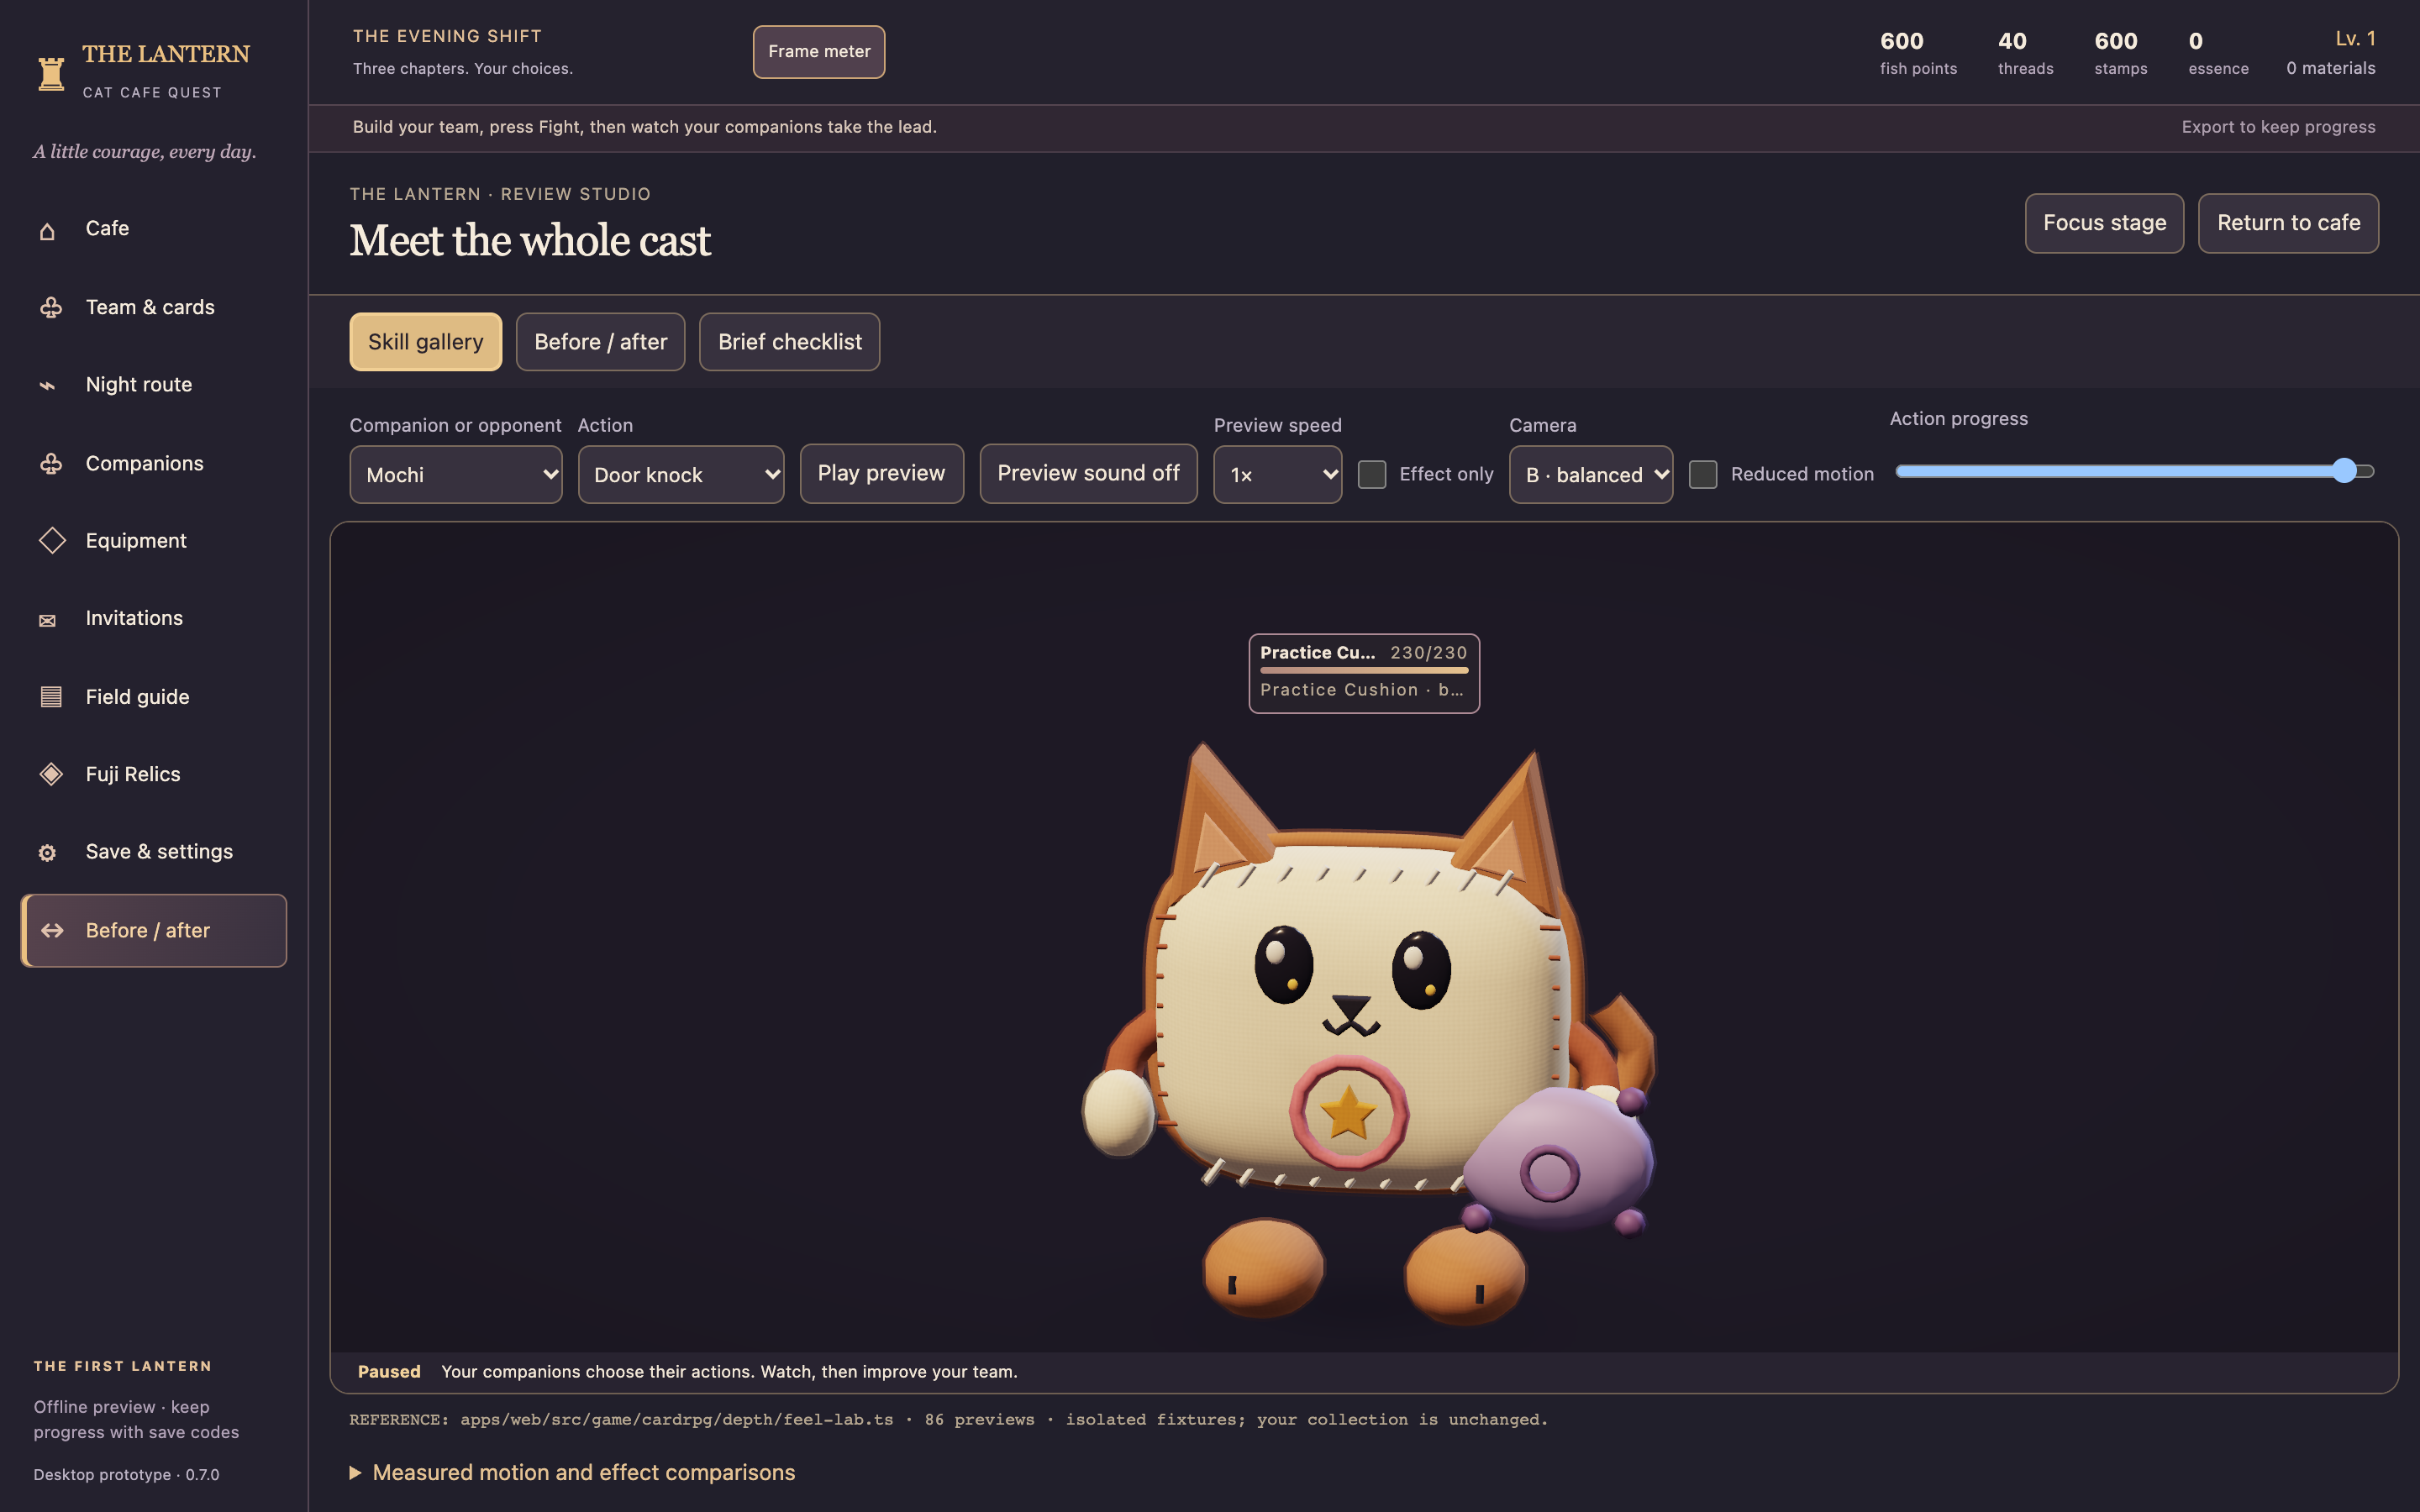 THE LANTERN
CAT CAFE QUEST
A little courage, every day.
Cafe
Team & cards
Night route
Companions
Equipment
Invitations
Field guide
Fuji Relics
Save & settings
Before / after
THE FIRST LANTERN
Offline preview · keep
progress with save codes
Desktop prototype · 0.7.0
THE EVENING SHIFT
Three chapters. Your choices.
Frame meter
600
fish points
40
threads
600
stamps
0
essence
Lv. 1
0 materials
Build your team, press Fight, then watch your companions take the lead.
Export to keep progress
THE LANTERN · REVIEW STUDIO
Meet the whole cast
Focus stage
Return to cafe
Skill gallery
Before / after
Brief checklist
Companion or opponent
Mochi
Action
Door knock
Play preview
Preview sound off
Preview speed
1×
Effect only
Camera
B · balanced
Reduced motion
Action progress
Practice Cu... 230/230
Practice Cushion · b...
Paused Your companions choose their actions. Watch, then improve your team.
REFERENCE: apps/web/src/game/cardrpg/depth/feel-lab.ts · 86 previews · isolated fixtures; your collection is unchanged.
Measured motion and effect comparisons